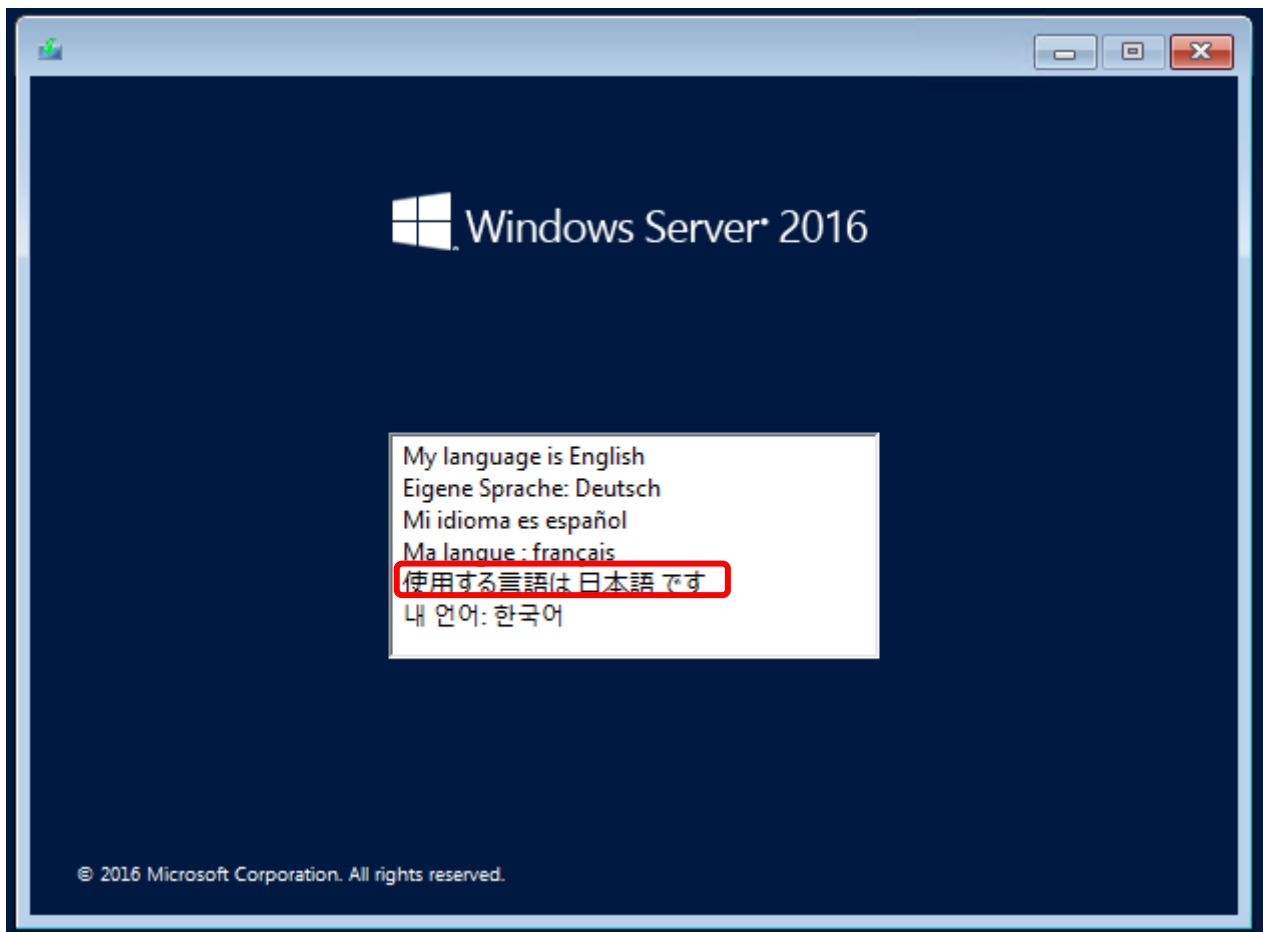 Windows Server 2016
My language is English
Eigene Sprache: Deutsch
Mi idioma es español
Ma langue : français
使用する言語は 日本語 です
내 언어: 한국어
© 2016 Microsoft Corporation. All rights reserved.